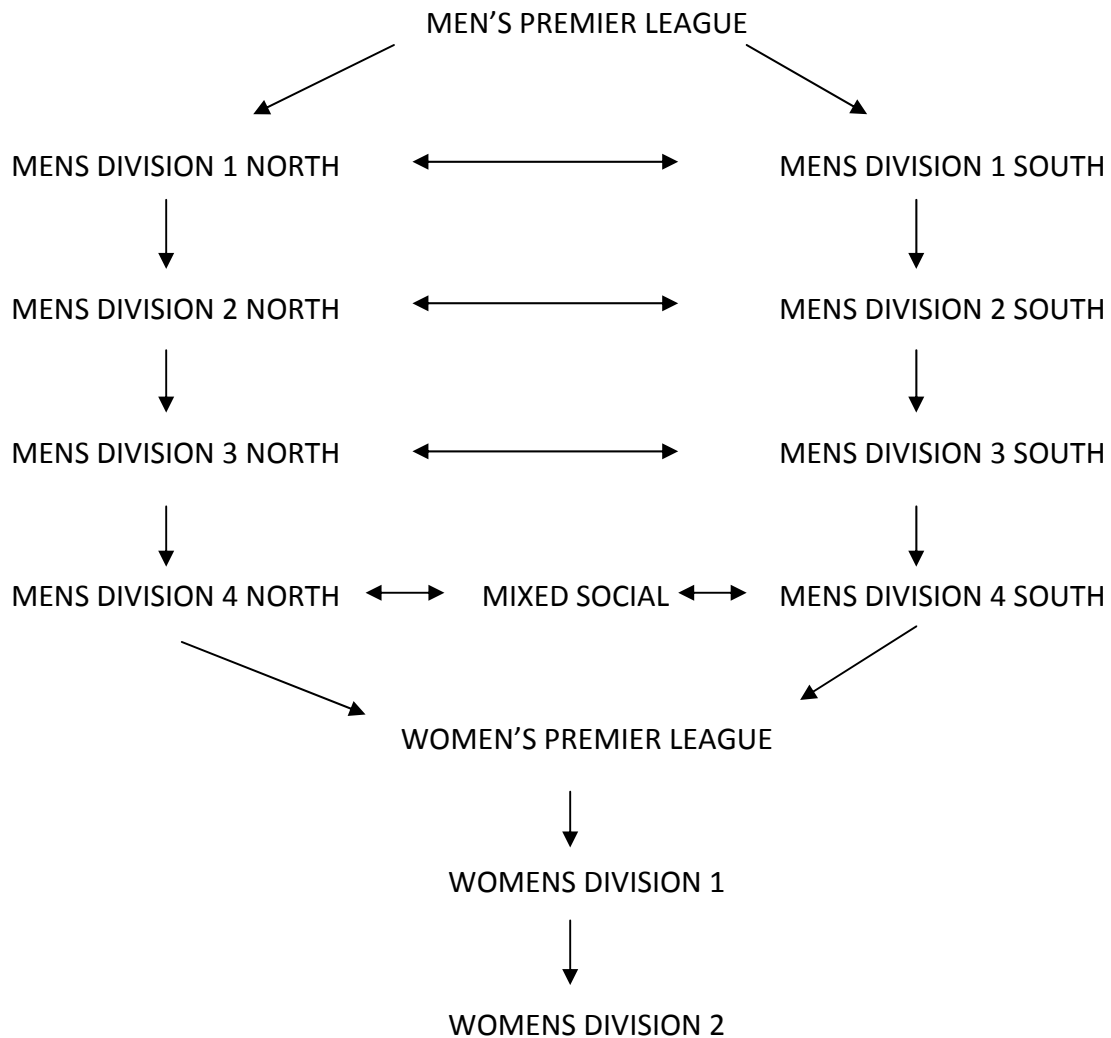 MEN’S PREMIER LEAGUE
MENS DIVISION 1 NORTH MENS DIVISION 1 SOUTH
MENS DIVISION 2 NORTH MENS DIVISION 2 SOUTH
MENS DIVISION 3 NORTH MENS DIVISION 3 SOUTH
MENS DIVISION 4 NORTH MIXED SOCIAL MENS DIVISION 4 SOUTH
WOMEN’S PREMIER LEAGUE
WOMENS DIVISION 1
WOMENS DIVISION 2